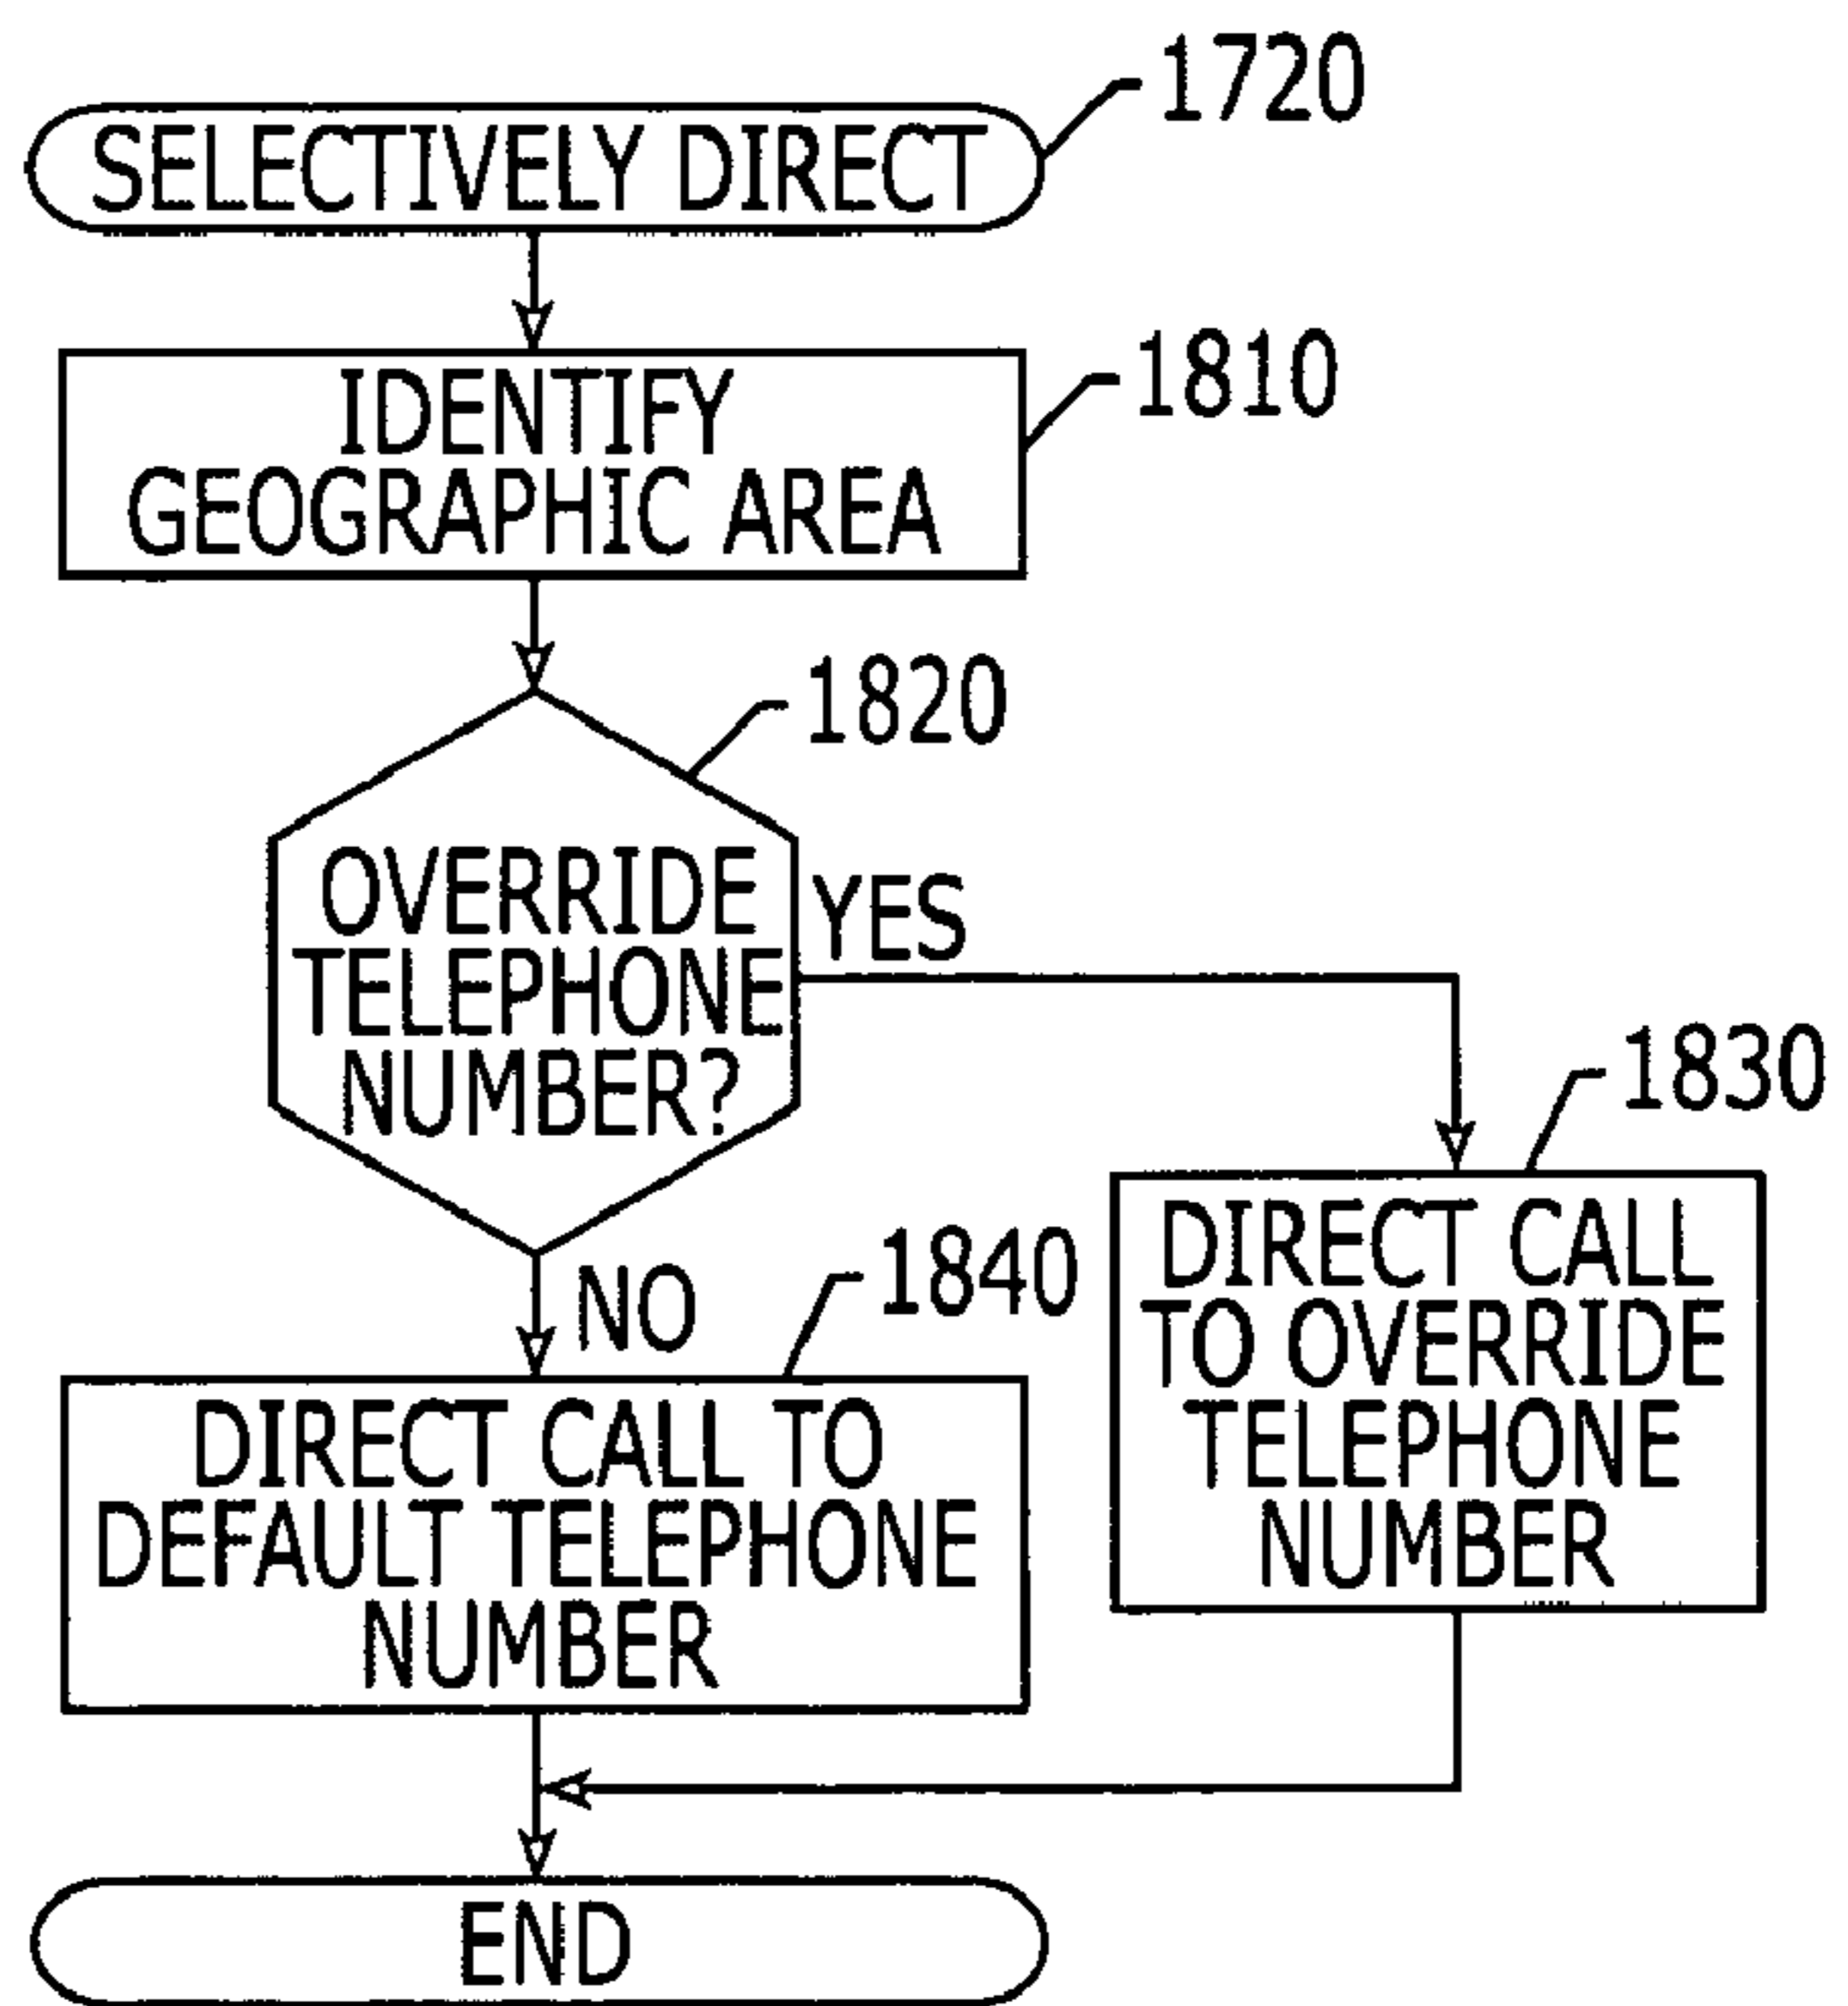 1720
SELECTIVELY DIRECT
1810
IDENTIFY
GEOGRAPHIC AREA
1820
OVERRIDE
TELEPHONE
NUMBER?
YES
1830
DIRECT CALL
TO OVERRIDE
TELEPHONE
NUMBER
NO
1840
DIRECT CALL TO
DEFAULT TELEPHONE
NUMBER
END